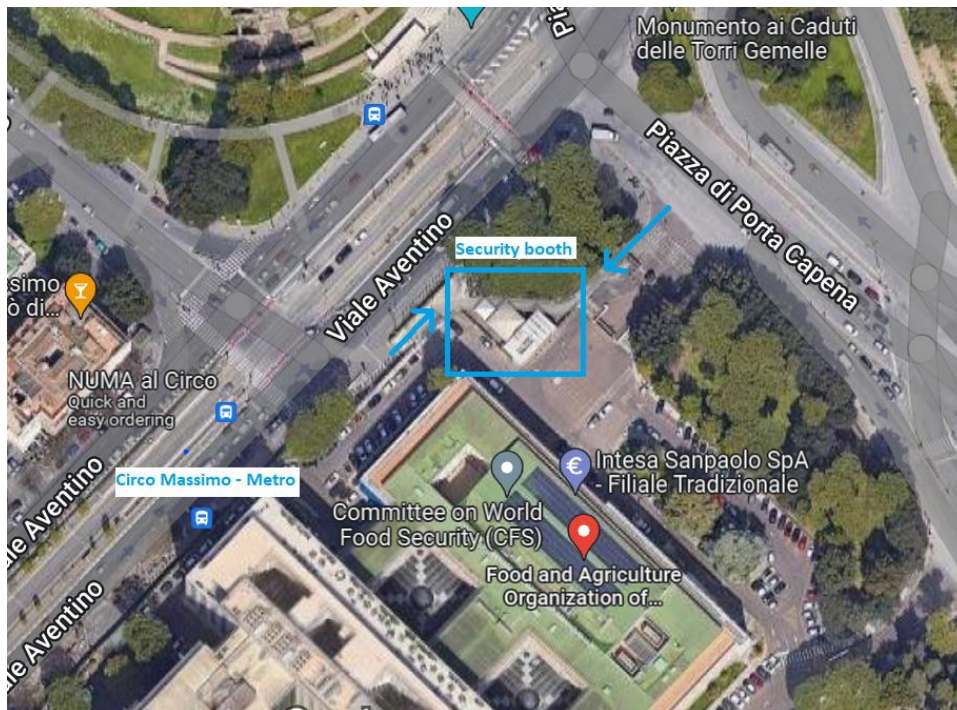 Monumento ai Caduti
delle Torri Gemelle
Piazza di Porta Capena
Viale Aventino
Security booth
NUMA al Circo
Quick and
easy ordering
Circo Massimo - Metro
Intesa Sanpaolo SpA
- Filiale Tradizionale
Committee on World
Food Security (CFS)
Food and Agriculture
Organization of...
Aventino
Aventino